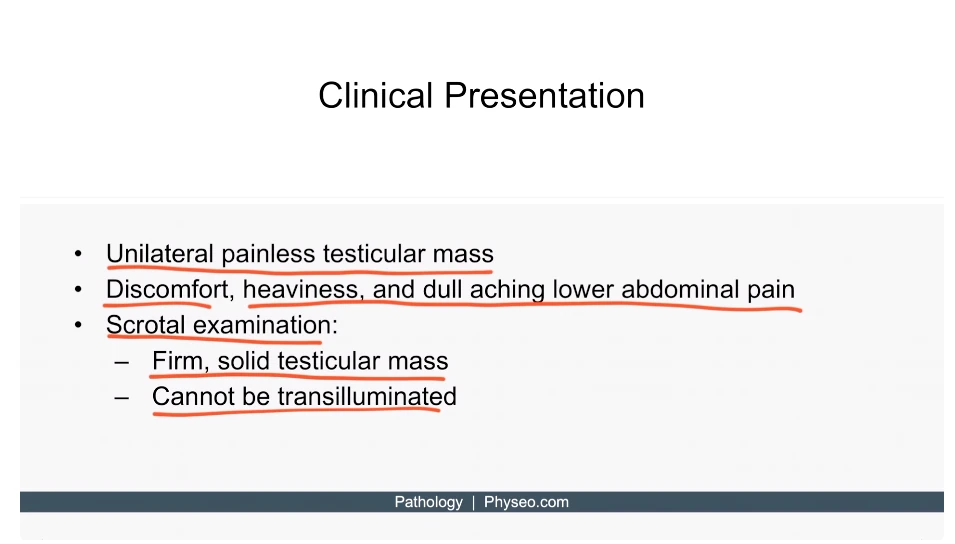 Clinical Presentation
• Unilateral painless testicular mass
• Discomfort, heaviness, and dull aching lower abdominal pain
• Scrotal examination:
– Firm, solid testicular mass
– Cannot be transilluminated
Pathology | Physeo.com